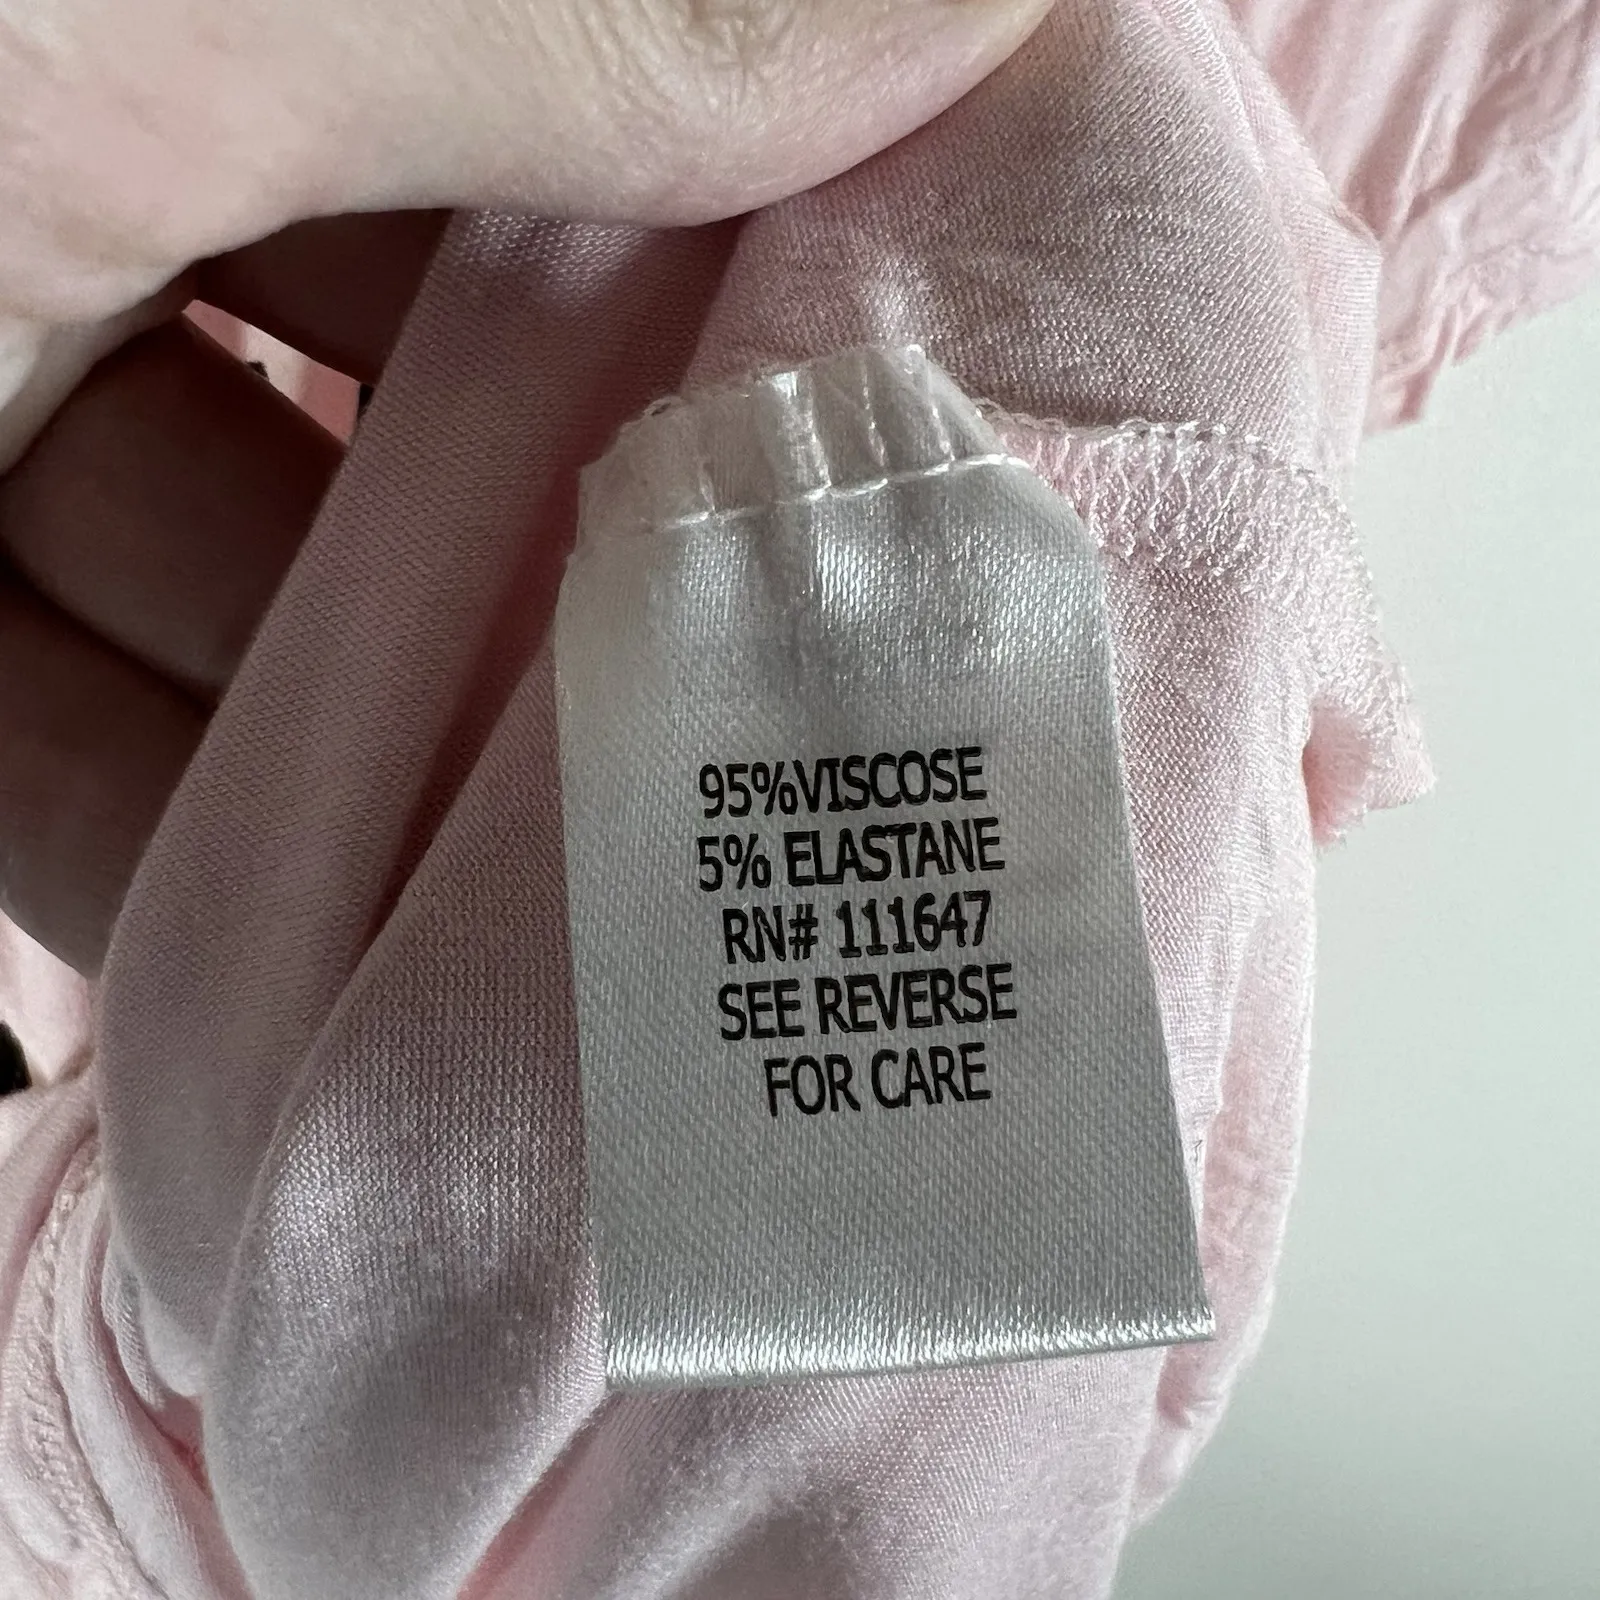 95%VISCOSE
5% ELASTANE
RN# 111647
SEE REVERSE
FOR CARE